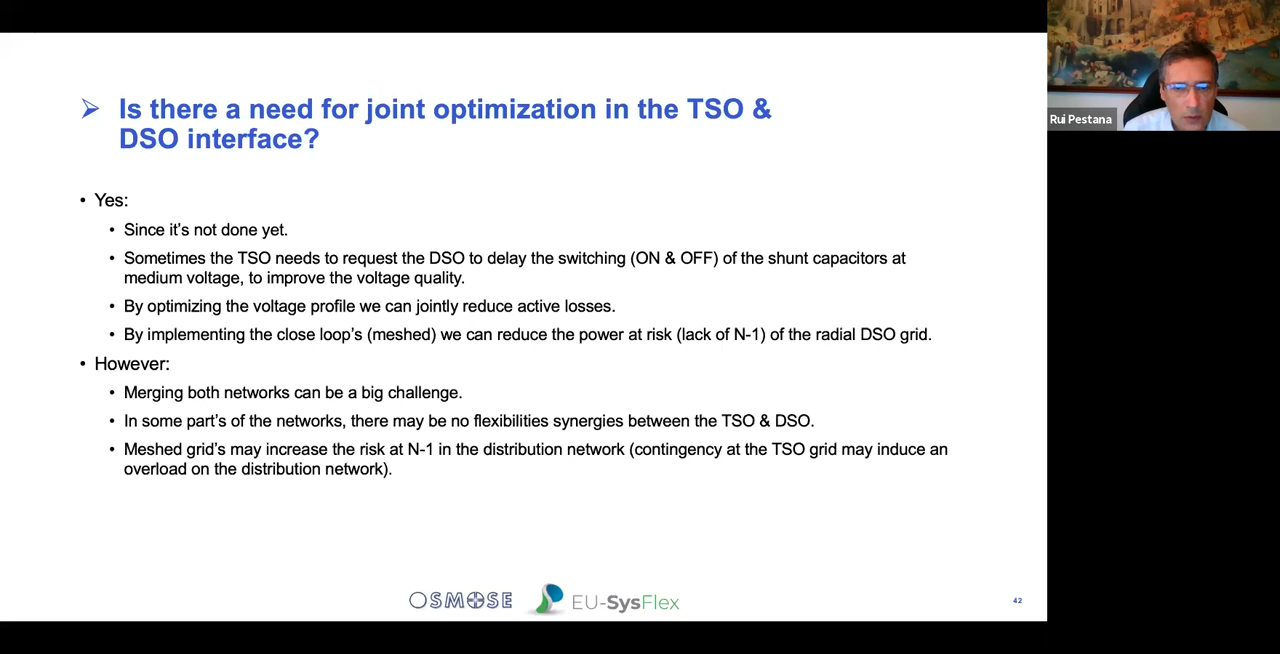 Is there a need for joint optimization in the TSO &
DSO interface?
• Yes:
• Since it's not done yet.
• Sometimes the TSO needs to request the DSO to delay the switching (ON & OFF) of the shunt capacitors at
medium voltage, to improve the voltage quality.
• By optimizing the voltage profile we can jointly reduce active losses.
• By implementing the close loop's (meshed) we can reduce the power at risk (lack of N-1) of the radial DSO grid.
• However:
• Merging both networks can be a big challenge.
• In some part's of the networks, there may be no flexibilities synergies between the TSO & DSO.
• Meshed grid's may increase the risk at N-1 in the distribution network (contingency at the TSO grid may induce an
overload on the distribution network).
OSMOSE
EU-SysFlex
42
Rui Pestana